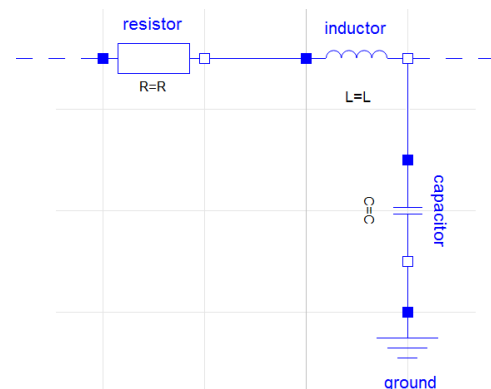 resistor
inductor
R=R
L=L
C=C
capacitor
ground